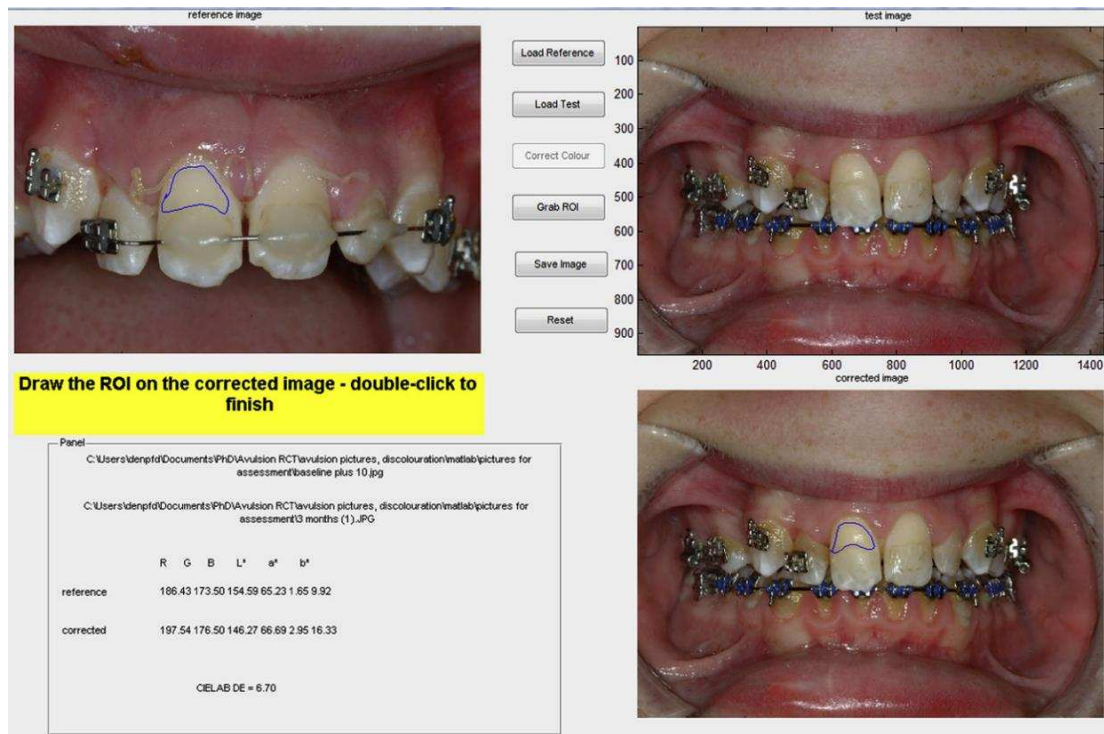 reference image
test image
Load Reference
Load Test
Correct Colour
Grab ROI
Save Image
Reset
100
200
300
400
500
600
700
800
900
200 400 600 800 1000 1200 1400
corrected image
Draw the ROI on the corrected image - double-click to
finish
Panel
C:\Users\denpfd\Documents\PhD\Avulsion RCT\avulsion pictures, discolouration\matlab\pictures for
assessment\baseline plus 10.jpg
C:\Users\denpfd\Documents\PhD\Avulsion RCT\avulsion pictures, discolouration\matlab\pictures for
assessment\3 months (1).JPG
R G B L* a* b*
reference 186.43 173.50 154.59 65.23 1.65 9.92
corrected 197.54 176.50 146.27 66.69 2.95 16.33
CIELAB DE = 6.70